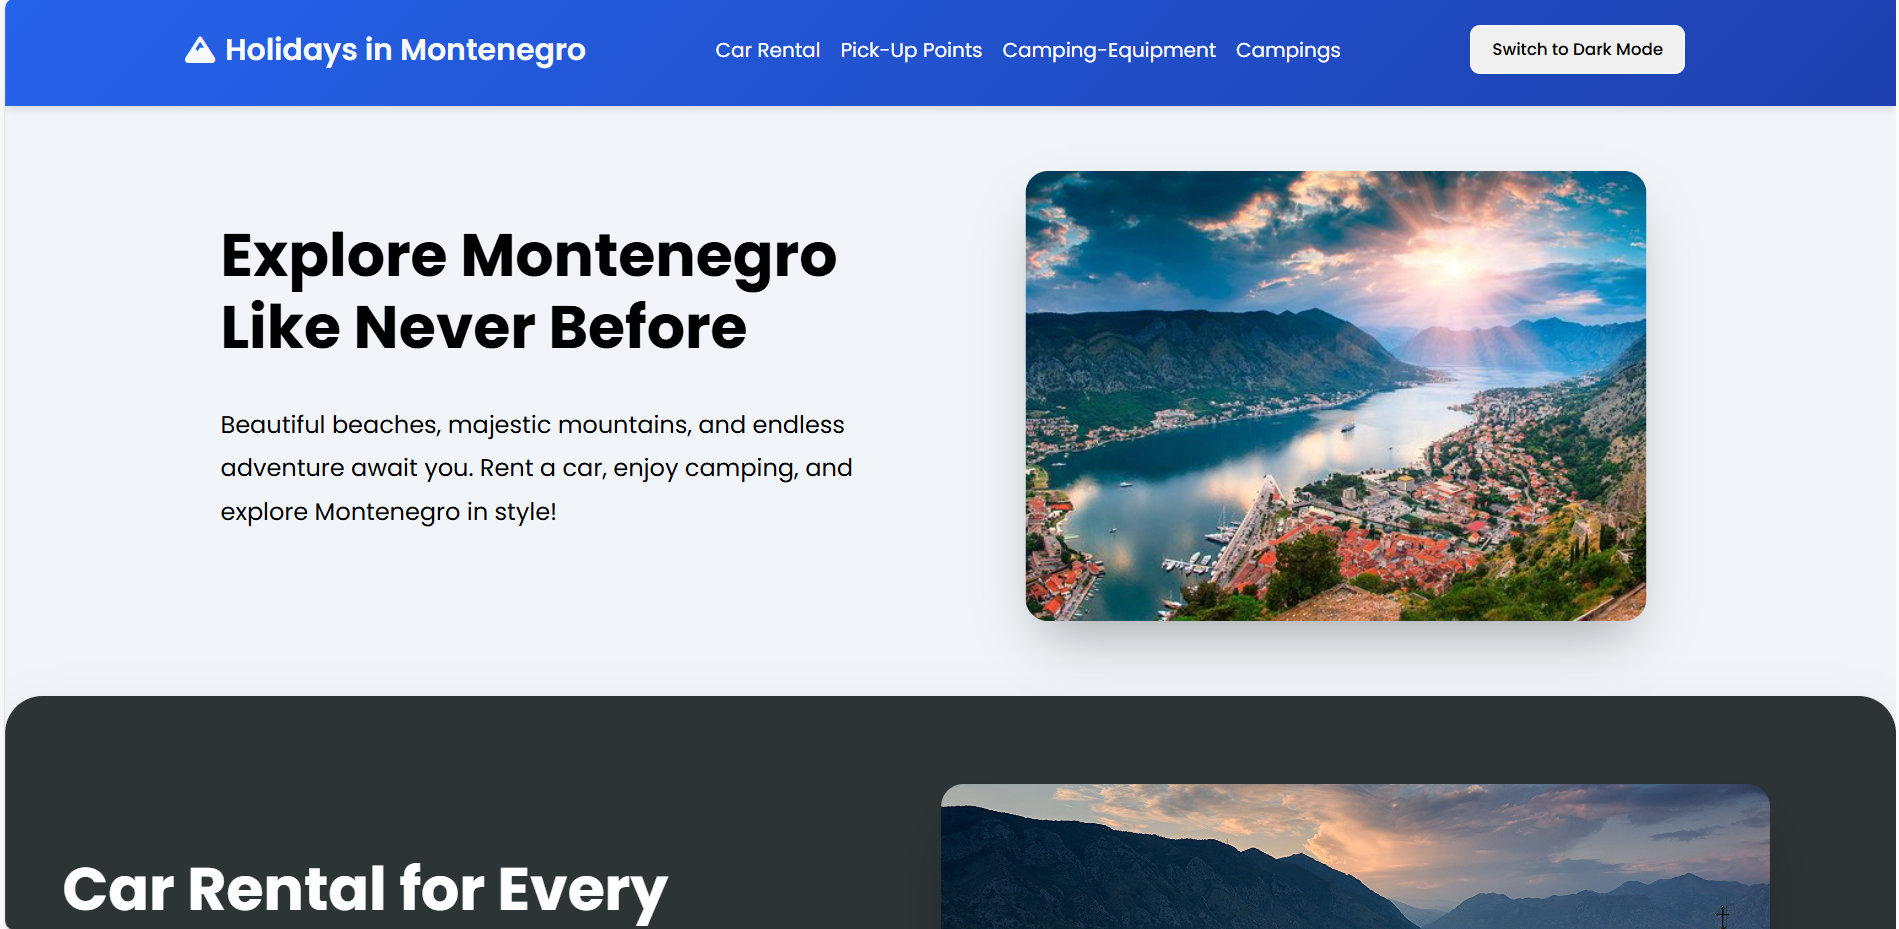 Holidays in Montenegro
Car Rental Pick-Up Points Camping-Equipment Campings
Switch to Dark Mode
Explore Montenegro
Like Never Before
Beautiful beaches, majestic mountains, and endless
adventure await you. Rent a car, enjoy camping, and
explore Montenegro in style!
Car Rental for Every